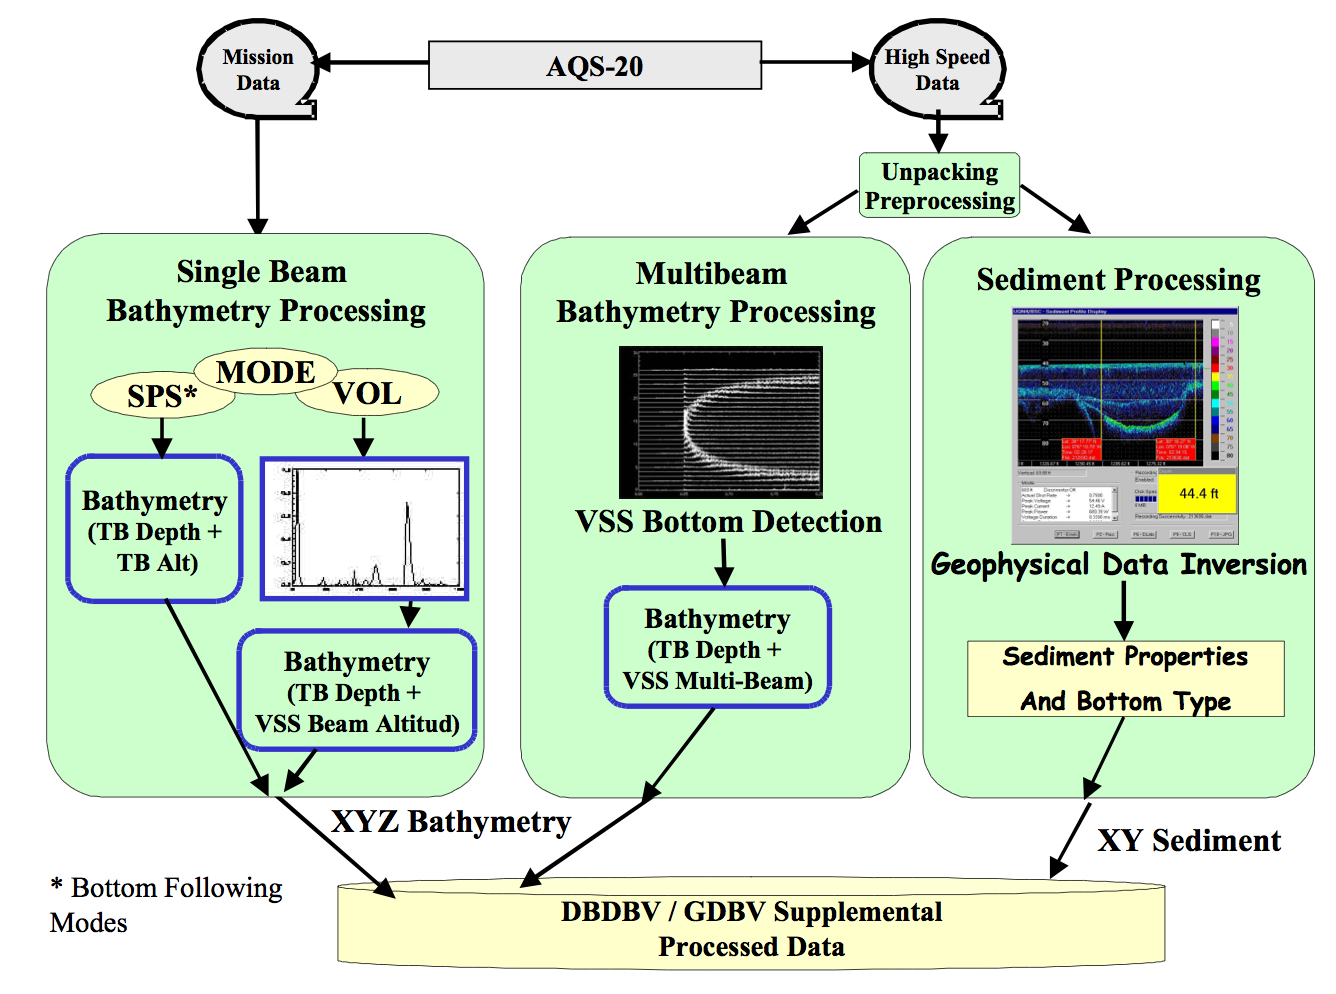 Mission
Data
AQS-20
High Speed
Data
Unpacking
Preprocessing
Single Beam
Bathymetry Processing
MODE
SPS*
VOL
Bathymetry
(TB Depth +
TB Alt)
Bathymetry
(TB Depth +
VSS Beam Altitud)
Multibeam
Bathymetry Processing
VSS Bottom Detection
Bathymetry
(TB Depth +
VSS Multi-Beam)
Sediment Processing
44.4 ft
Geophysical Data Inversion
Sediment Properties
And Bottom Type
XYZ Bathymetry
XY Sediment
* Bottom Following
Modes
DBDBV / GDBV Supplemental
Processed Data